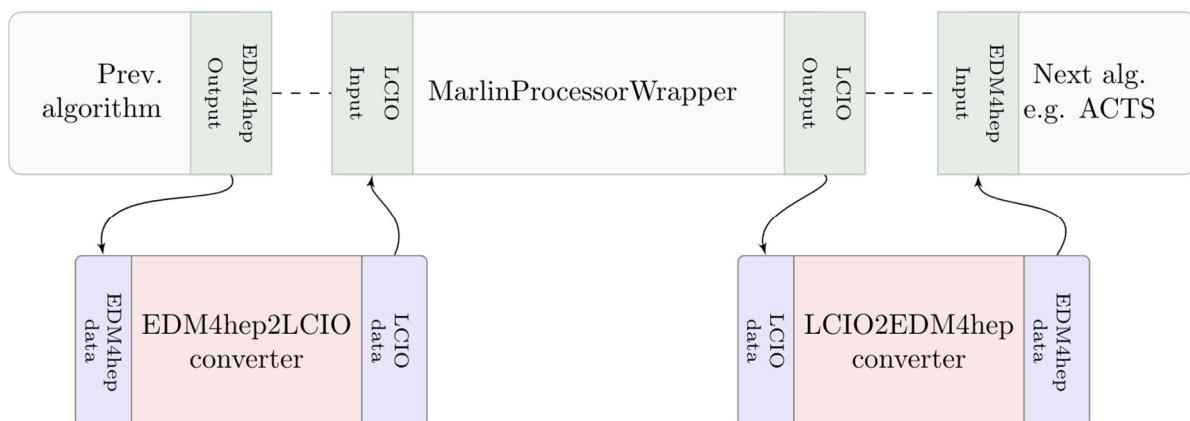 Prev.
algorithm
EDM4hep
Output
LCIO
Input
MarlinProcessorWrapper
LCIO
Output
EDM4hep
Input
Next alg.
e.g. ACTS
EDM4hep
data
EDM4hep2LCIO
converter
LCIO
data
LCIO
data
LCIO2EDM4hep
converter
EDM4hep
data